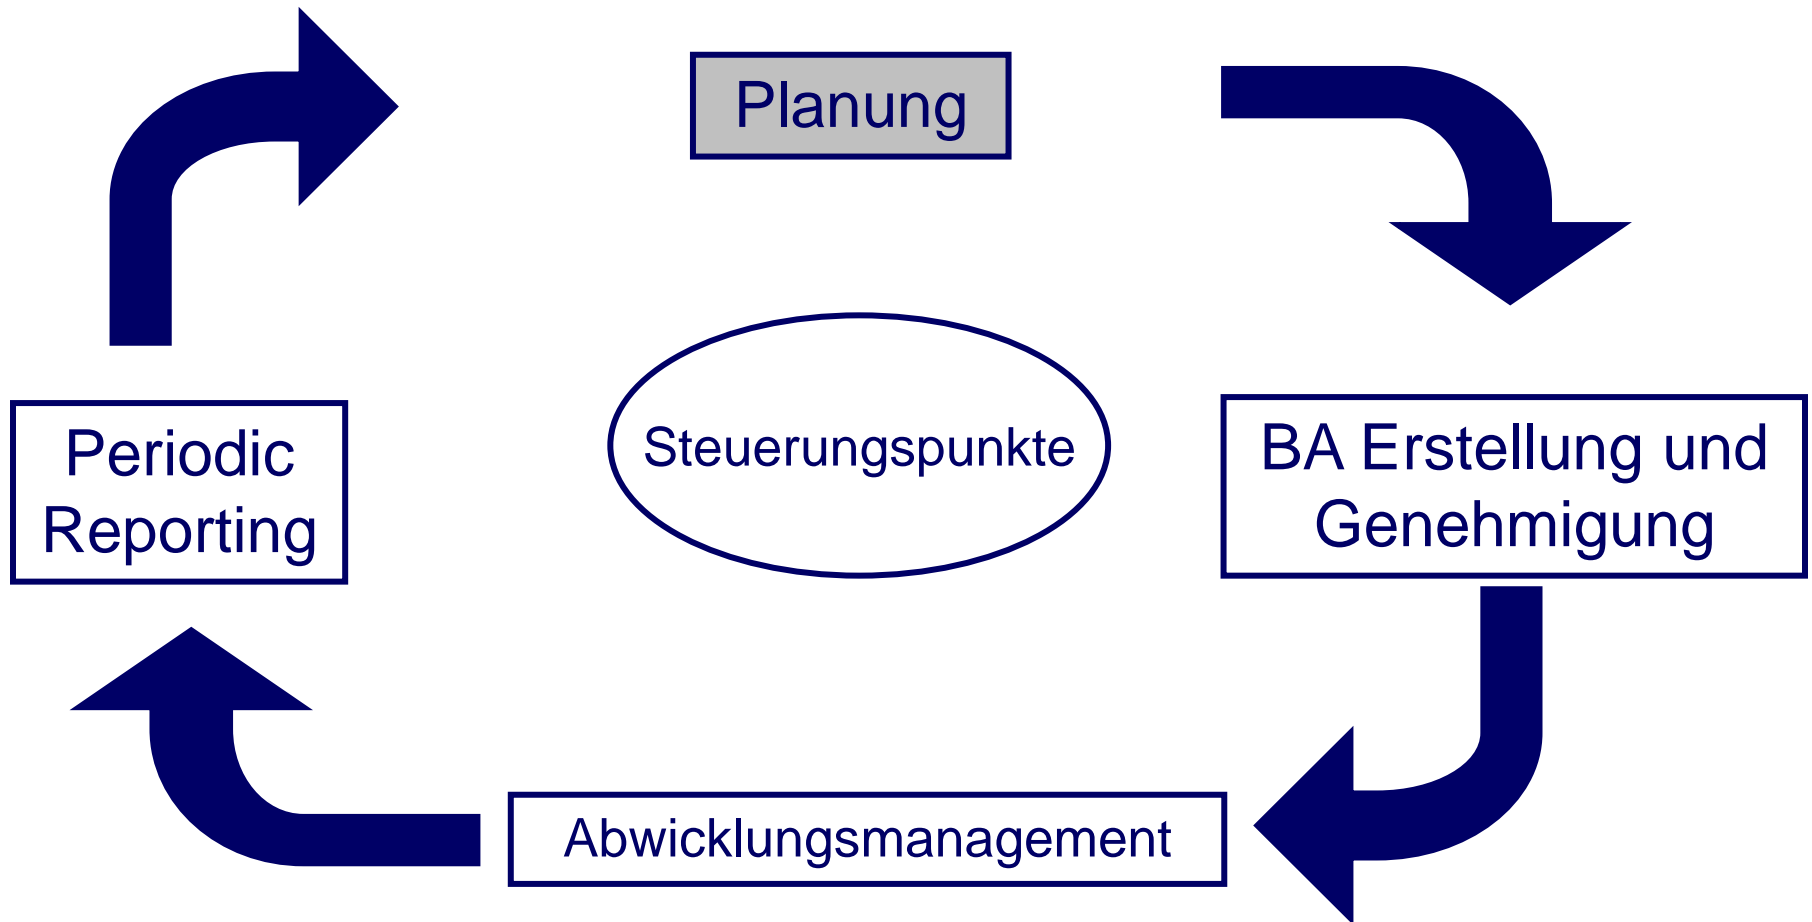 Planung
Steuerungspunkte
Periodic
Reporting
BA Erstellung und
Genehmigung
Abwicklungsmanagement